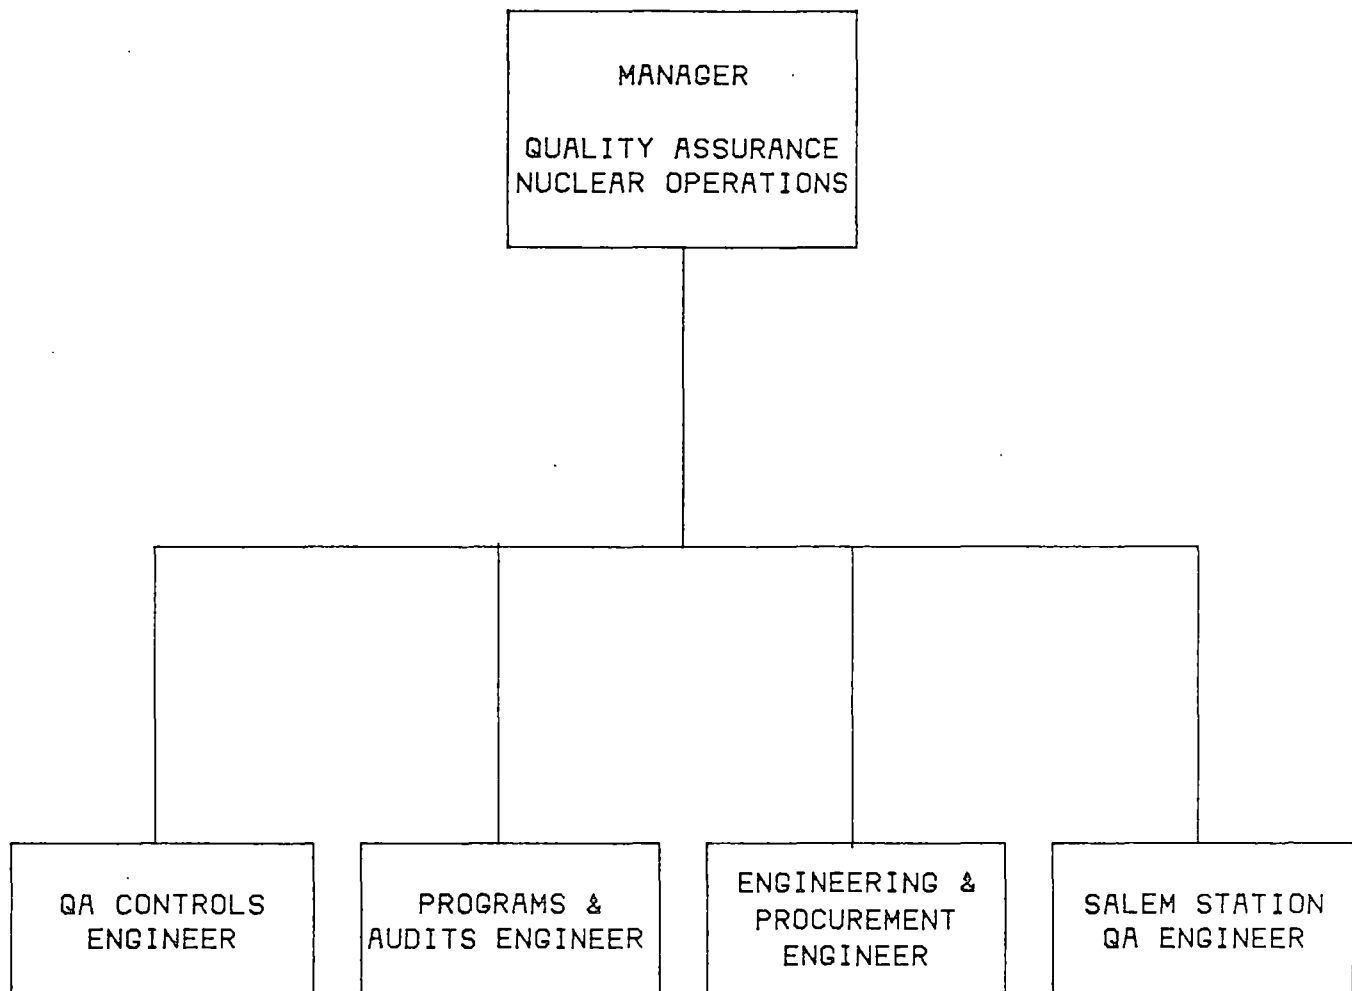 MANAGER
QUALITY ASSURANCE
NUCLEAR OPERATIONS
QA CONTROLS
ENGINEER
PROGRAMS &
AUDITS ENGINEER
ENGINEERING &
PROCUREMENT
ENGINEER
SALEM STATION
QA ENGINEER